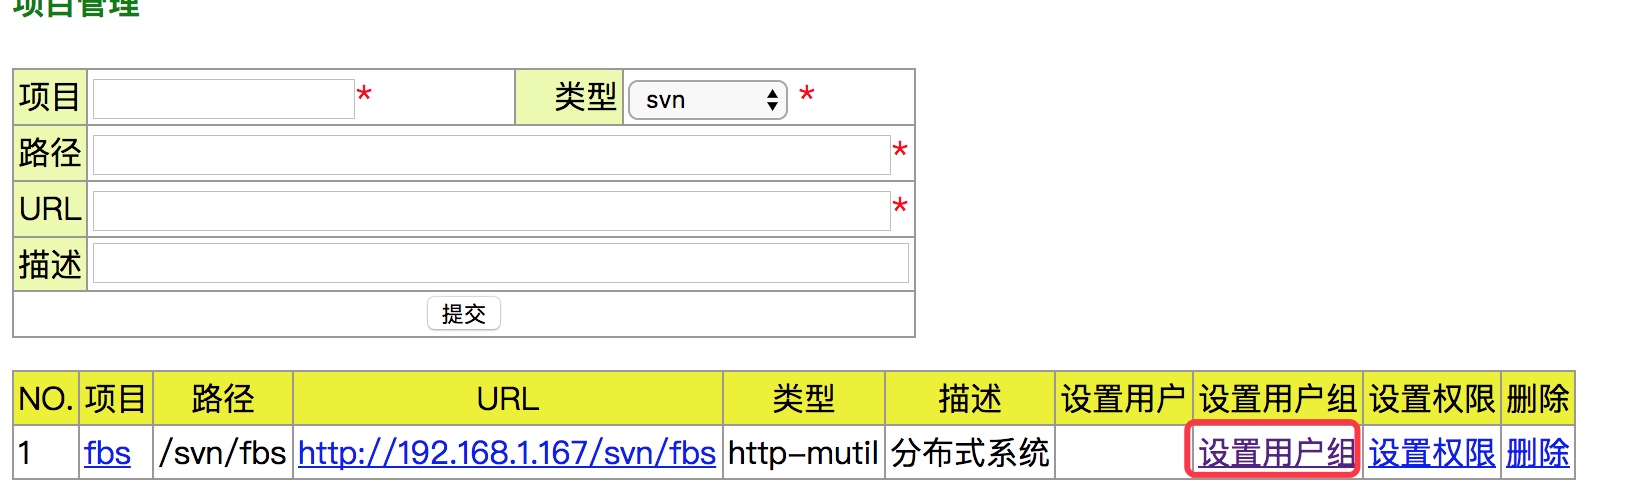 项目管理
项目 * 类型 svn *
路径 *
URL *
描述
提交
NO. 项目 路径 URL 类型 描述 设置用户 设置用户组 设置权限 删除
1 fbs /svn/fbs http://192.168.1.167/svn/fbs http-mutil 分布式系统 设置用户组 设置权限 删除